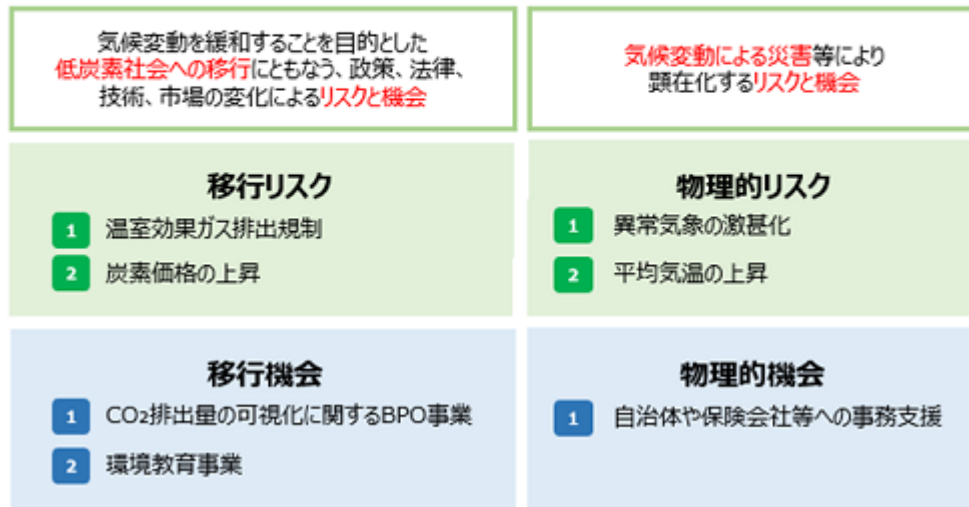 気候変動を緩和することを目的とした
低炭素社会への移行にともなう、政策、法律、
技術、市場の変化によるリスクと機会
気候変動による災害等により
顕在化するリスクと機会
移行リスク
1 温室効果ガス排出規制
2 炭素価格の上昇
物理的リスク
1 異常気象の激甚化
2 平均気温の上昇
移行機会
1 CO₂排出量の可視化に関するBPO事業
2 環境教育事業
物理的機会
1 自治体や保険会社等への事務支援